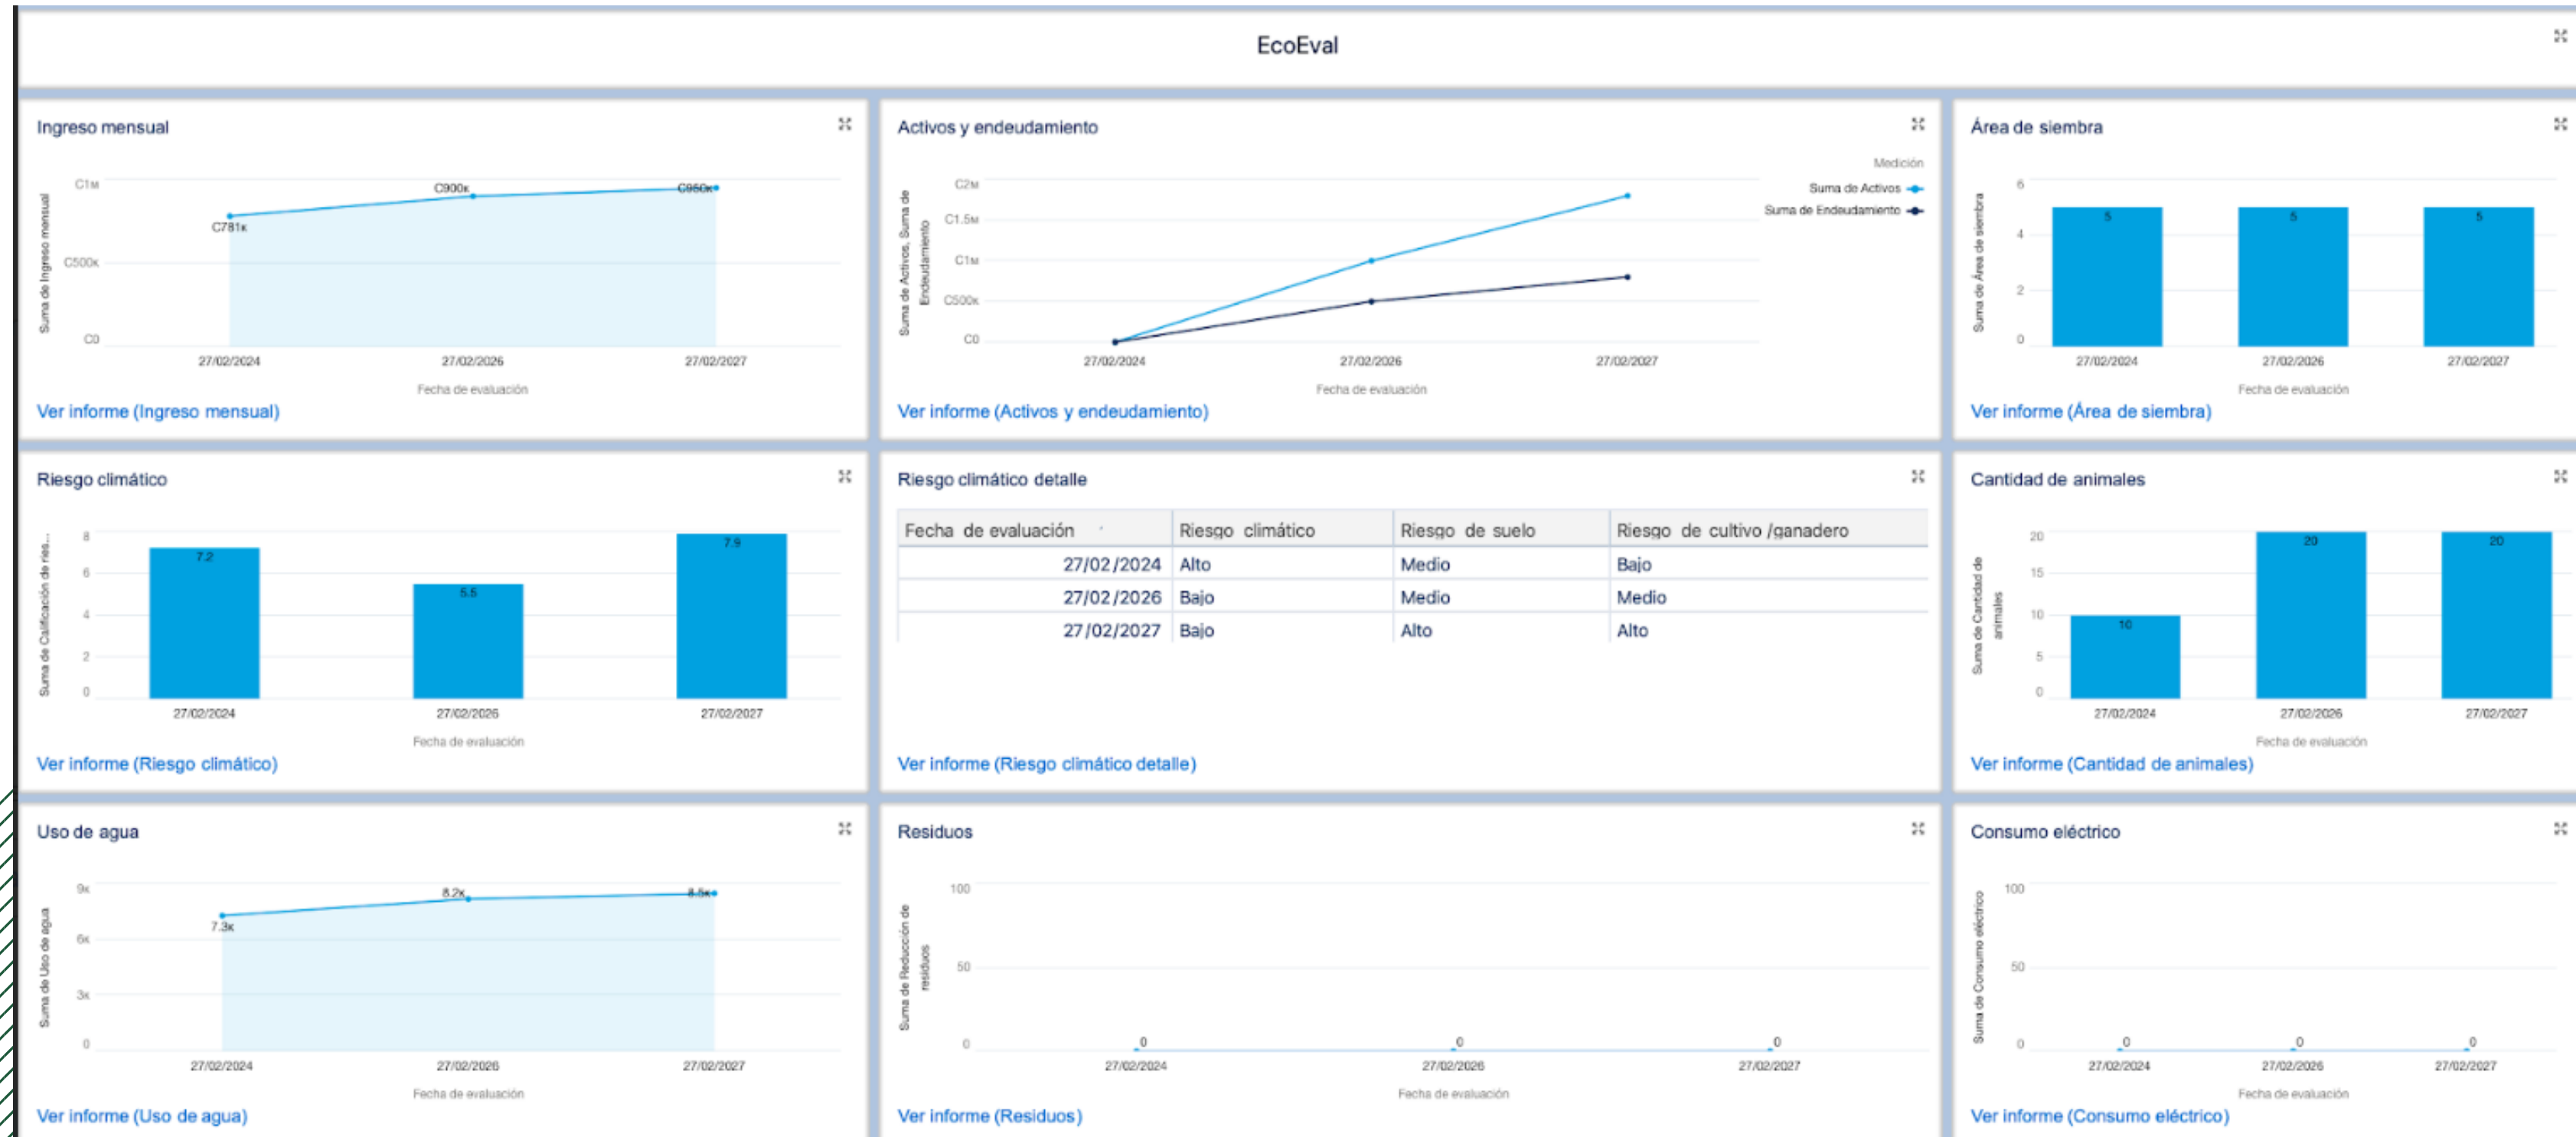 EcoEval
Ingreso mensual
Suma de Ingreso mensual
C1M
C500K
C0
C781K
C900K
C950K
27/02/2024 27/02/2026 27/02/2027
Fecha de evaluación
Ver informe (Ingreso mensual)
Activos y endeudamiento
Medición
Suma de Activos
Suma de Endeudamiento
Suma de Activos, Suma de
Endeudamiento
C2M
C1.5M
C1M
C500K
C0
27/02/2024 27/02/2026 27/02/2027
Fecha de evaluación
Ver informe (Activos y endeudamiento)
Área de siembra
Suma de Área de siembra
6
4
2
0
5 5 5
27/02/2024 27/02/2026 27/02/2027
Fecha de evaluación
Ver informe (Área de siembra)
Riesgo climático
Suma de Calificación de ries...
8
6
4
2
0
7.2 5.5 7.9
27/02/2024 27/02/2026 27/02/2027
Fecha de evaluación
Ver informe (Riesgo climático)
Riesgo climático detalle
Fecha de evaluación Riesgo climático Riesgo de suelo Riesgo de cultivo /ganadero
27/02/2024 Alto Medio Bajo
27/02/2026 Bajo Medio Medio
27/02/2027 Bajo Alto Alto
Ver informe (Riesgo climático detalle)
Cantidad de animales
Suma de Cantidad de
animales
20
15
10
5
0
10 20 20
27/02/2024 27/02/2026 27/02/2027
Fecha de evaluación
Ver informe (Cantidad de animales)
Uso de agua
Suma de Uso de agua
9K
6K
3K
0
7.3K 8.2K 8.5K
27/02/2024 27/02/2026 27/02/2027
Fecha de evaluación
Ver informe (Uso de agua)
Residuos
Suma de Reducción de
residuos
100
50
0
0 0 0
27/02/2024 27/02/2026 27/02/2027
Fecha de evaluación
Ver informe (Residuos)
Consumo eléctrico
Suma de Consumo eléctrico
100
50
0
0 0 0
27/02/2024 27/02/2026 27/02/2027
Fecha de evaluación
Ver informe (Consumo eléctrico)